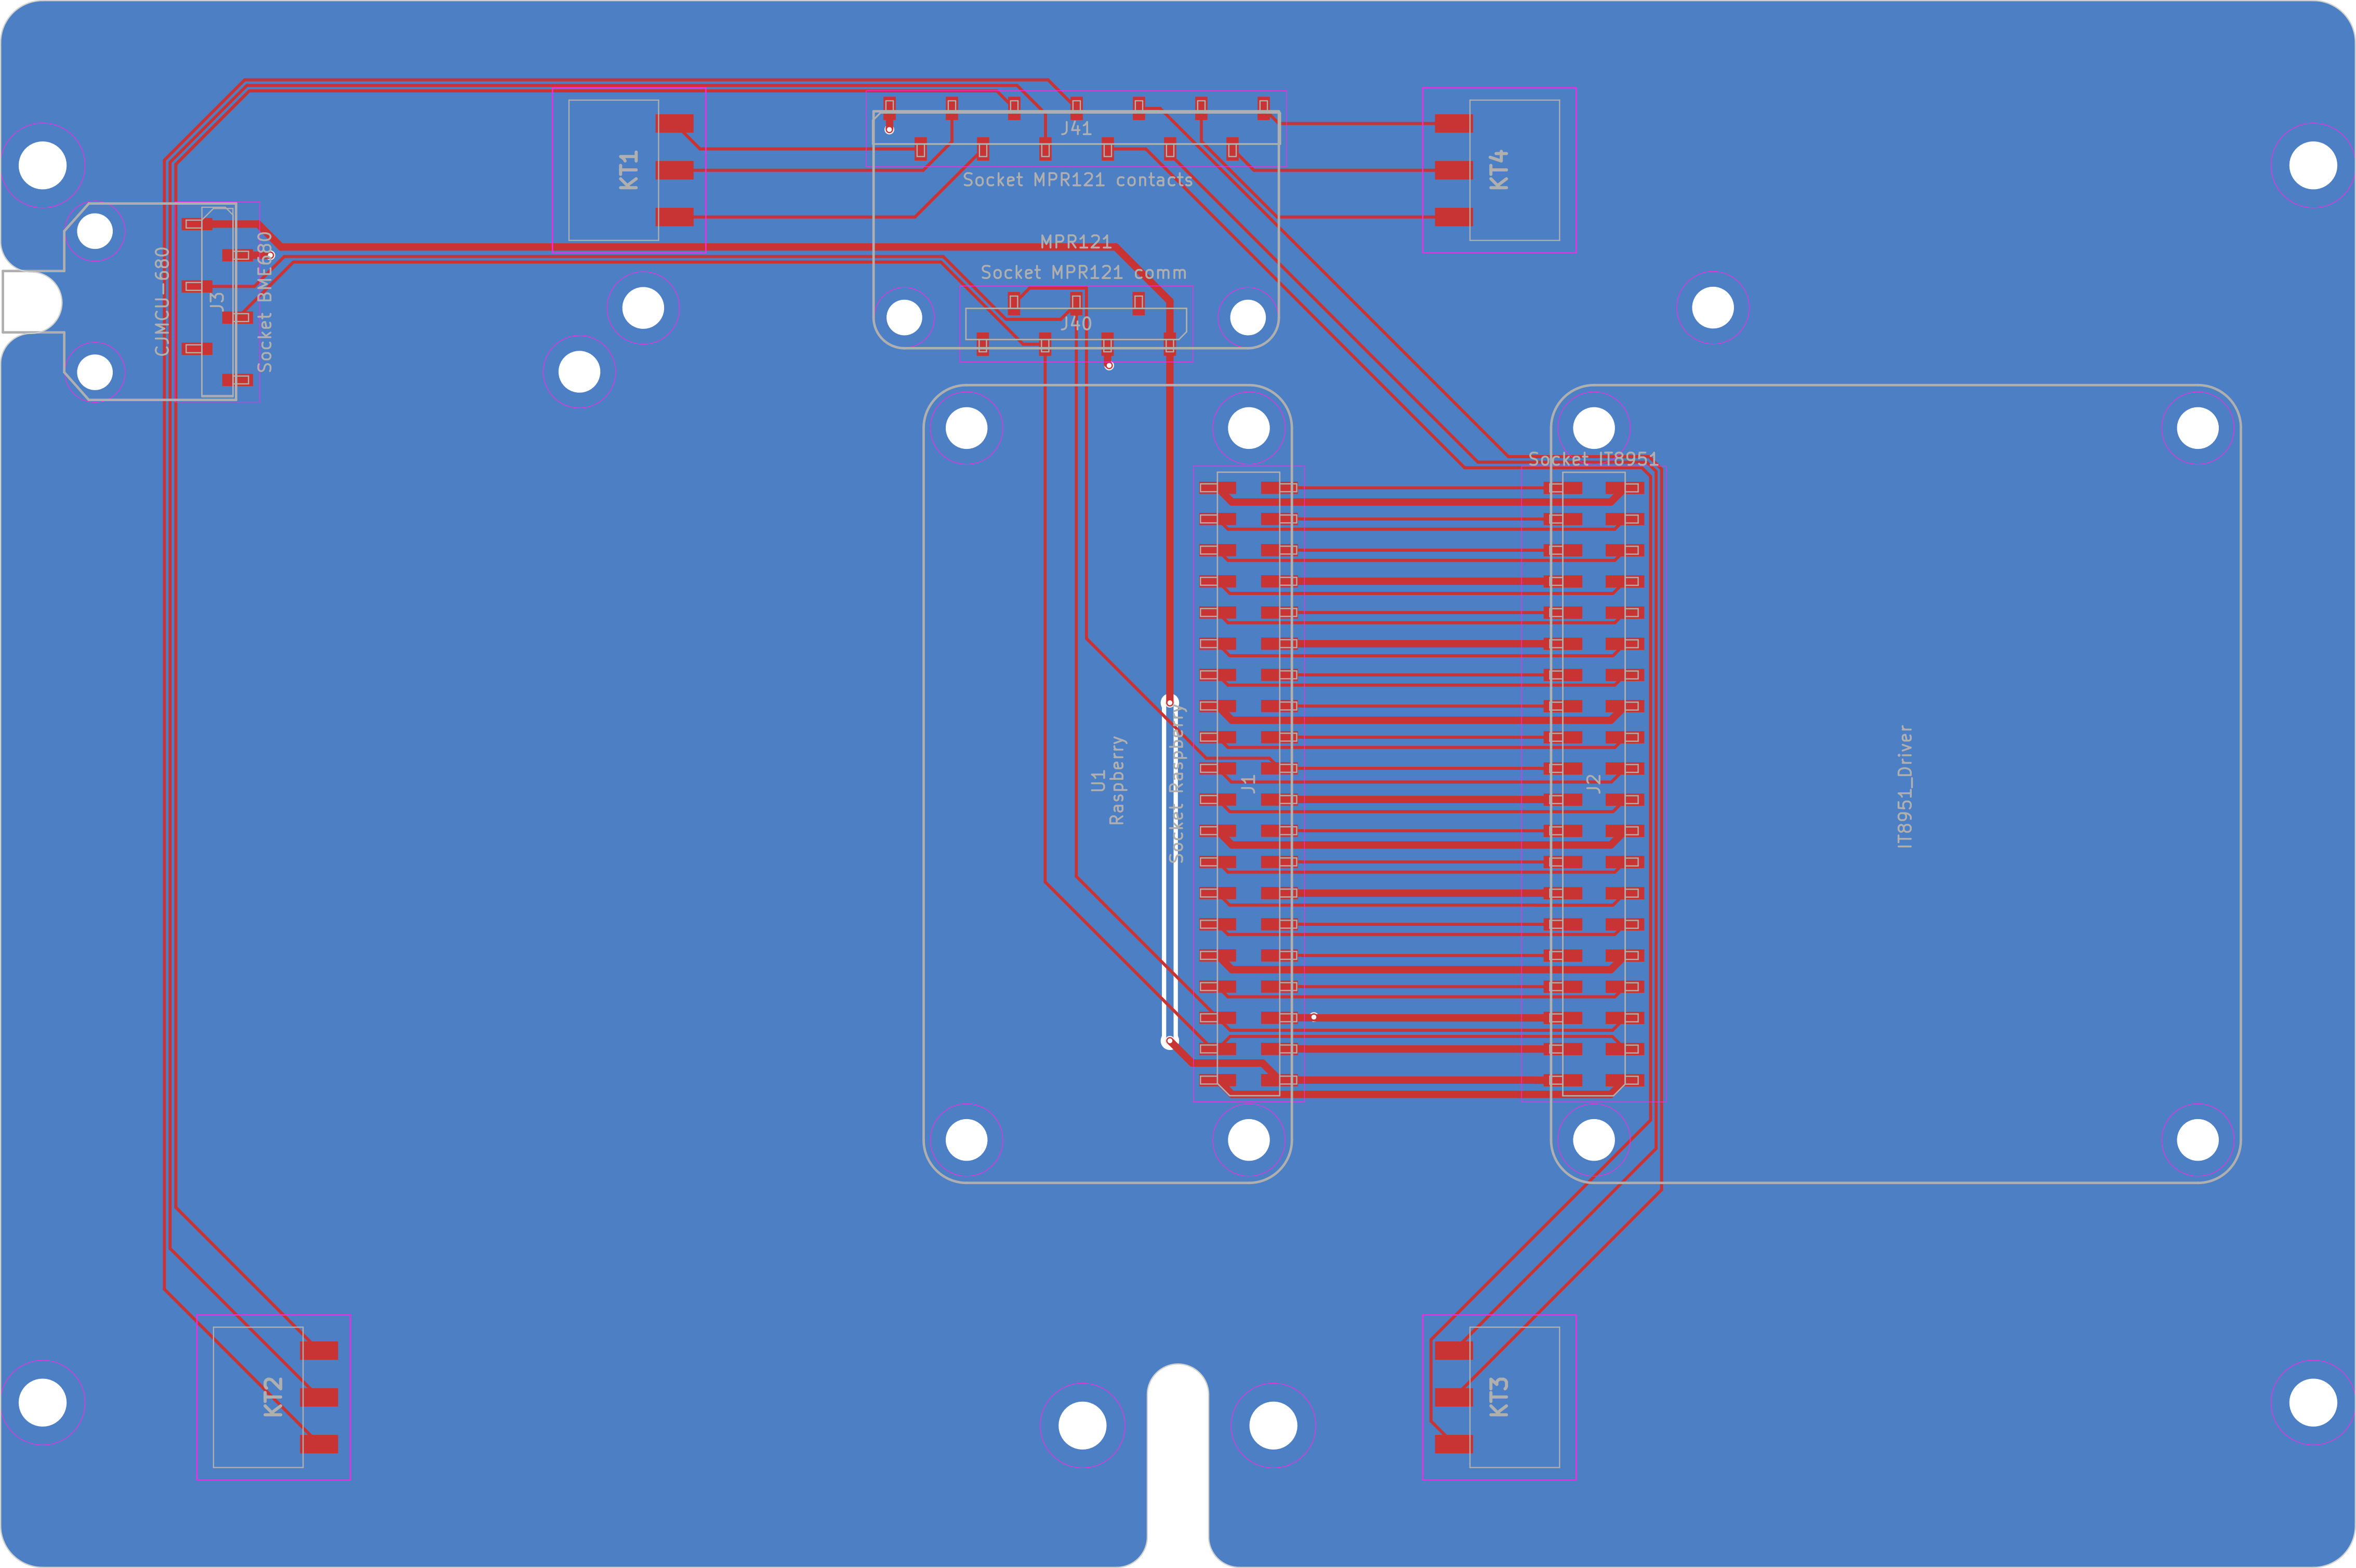 J41
KT1
KT4
Socket MPR121 contacts
MPR121
Socket MPR121 comm
J40
CJMCU-680
J3
Socket BME680
Socket IT8951
U1
Raspberry
Socket Raspberry
J1
J2
IT8951_Driver
KT2
KT3